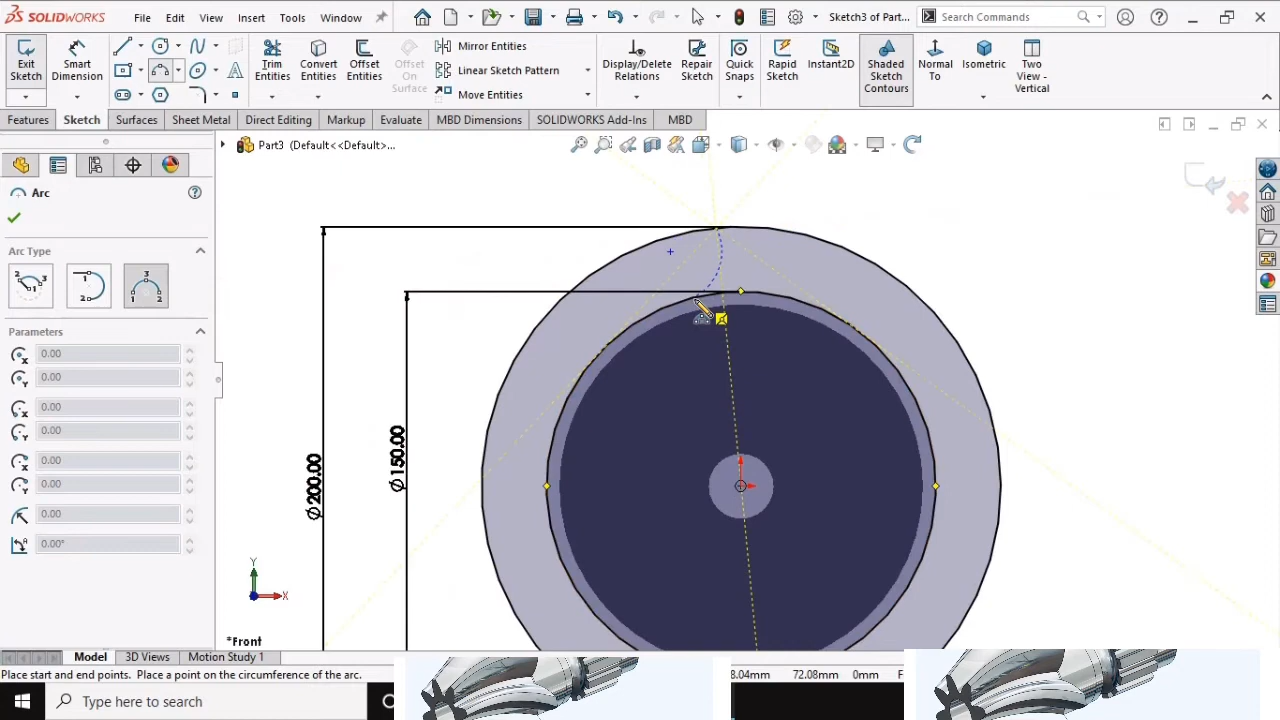 SOLIDWORKS File Edit View Insert Tools Window Sketch3 of Part... Search Commands
Exit Sketch
Smart Dimension
Trim Entities
Convert Entities
Offset Entities
Offset On Surface
Mirror Entities
Linear Sketch Pattern
Move Entities
Display/Delete Relations
Repair Sketch
Quick Snaps
Rapid Sketch
Instant2D
Shaded Sketch Contours
Normal To
Isometric
Two View - Vertical
Features Sketch Surfaces Sheet Metal Direct Editing Markup Evaluate MBD Dimensions SOLIDWORKS Add-Ins MBD
Part3 (Default<<Default>...
Arc
Arc Type
Parameters
0.00
0.00
0.00
0.00
0.00
0.00
0.00
0.00°
Ø200.00
Ø150.00
Y
X
*Front
Model 3D Views Motion Study 1
Place start and end points. Place a point on the circumference of the arc. 8.04mm 72.08mm 0mm F
Type here to search